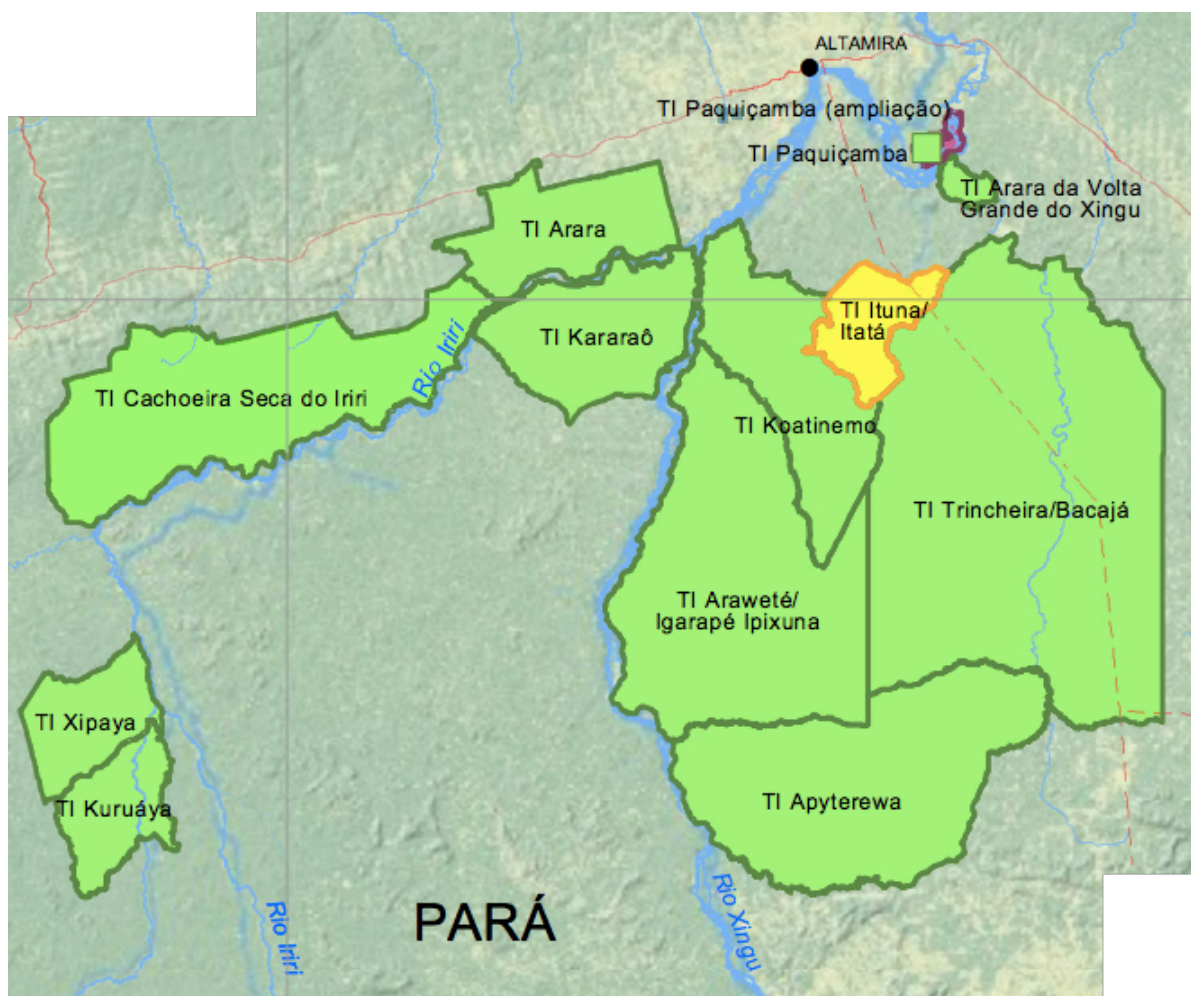 ALTAMIRA
TI Paquiçamba (ampliação)
TI Paquiçamba
TI Arara da Volta
Grande do Xingu
TI Arara
TI Ituna/
Itatá
TI Kararaô
Rio Iriri
TI Cachoeira Seca do Iriri
TI Koatinemo
TI Trincheira/Bacajá
TI Araweté/
Igarapé Ipixuna
TI Xipaya
TI Apyterewa
TI Kuruáya
PARÁ
Rio Iriri
Rio Xingu